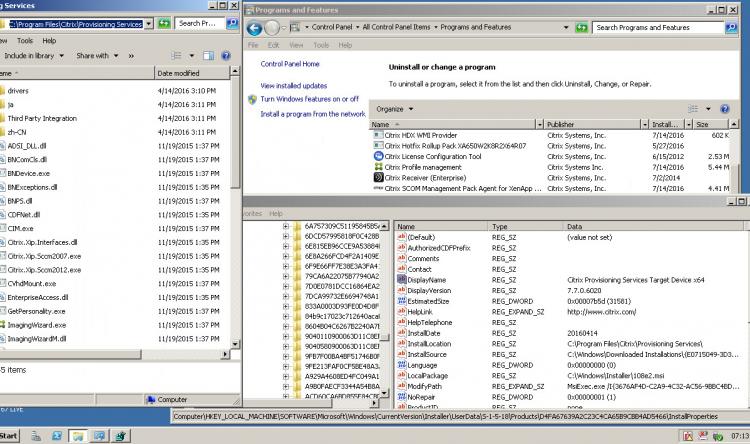 g Services
C:\Program Files\Citrix\Provisioning Services
Search Pr...
View Tools Help
Include in library Share with »
Name Date modified
drivers 4/14/2016 3:10 PM
ja 4/14/2016 3:11 PM
Third Party Integration 4/14/2016 3:11 PM
zh-CN 4/14/2016 3:11 PM
ADSI_DLL.dll 11/19/2015 1:37 PM
BNComCls.dll 11/19/2015 1:37 PM
BNDevice.exe 11/19/2015 1:37 PM
BNExceptions.dll 11/19/2015 1:35 PM
BNPS.dll 11/19/2015 1:37 PM
CDFNet.dll 11/19/2015 1:35 PM
CIM.exe 11/19/2015 1:37 PM
Citrix.Xip.Interfaces.dll 11/19/2015 1:35 PM
Citrix.Xip.Sccm2007.exe 11/19/2015 1:35 PM
Citrix.Xip.Sccm2012.exe 11/19/2015 1:35 PM
CVhdMount.exe 11/19/2015 1:37 PM
EnterpriseAccess.dll 11/19/2015 1:35 PM
GetPersonality.exe 11/19/2015 1:37 PM
ImagingWizard.exe 11/19/2015 1:37 PM
ImagingWizardM.dll 11/19/2015 1:37 PM
5 items
Computer
Programs and Features
Control Panel All Control Panel Items Programs and Features
Search Programs and Features
File Edit View Tools Help
Control Panel Home
View installed updates
Turn Windows features on or off
Install a program from the network
Uninstall or change a program
To uninstall a program, select it from the list and then click Uninstall, Change, or Repair.
Organize
Name Publisher Install... Size
Citrix HDX WMI Provider Citrix Systems, Inc. 7/14/2016 602 K
Citrix Hotfix Rollup Pack XA650W2K8R2X64R07 Citrix Systems, Inc. 5/27/2016
Citrix License Configuration Tool Citrix Systems, Inc. 6/15/2012 2.53 M
Citrix Profile management Citrix Systems, Inc. 7/14/2016 5.44 M
Citrix Receiver (Enterprise) Citrix Systems, Inc. 7/2/2014
Citrix SCOM Management Pack Agent for XenApp ... Citrix Systems, Inc. 7/14/2016 4.41 M
vorites Help
6A757309C51195845B5
6DCD5799S818F0C428B
6E815EB96CCE9A53884
6E8A266FCD4F2A1409E
6F9E66FF7E38E3A3FA4
79CA6A22075B77940A2
7D0E0781DCC16864EA2
7DCA99732E6694748A1
833A0003D93FE0D4D8F
84b9c17023c712640aca
8604B04C6267B2240A7
9040110900063D11C8EF
9040580900063D11C8EF
9FB7F00BA4BF51746B0F
9FE213FAF0CF5BE48A3
A929A4608ED4FC049A1
A9B0FAECF3344A54B8A
Name Type Data
(Default) REG_SZ (value not set)
AuthorizedCDFPrefix REG_SZ
Comments REG_SZ
Contact REG_SZ
DisplayName REG_SZ Citrix Provisioning Services Target Device x64
DisplayVersion REG_SZ 7.7.0.6020
EstimatedSize REG_DWORD 0x00007b5d (31581)
HelpLink REG_EXPAND_SZ http://www.citrix.com/
HelpTelephone REG_SZ
InstallDate REG_SZ 20160414
InstallLocation REG_SZ C:\Program Files\Citrix\Provisioning Services\
InstallSource REG_SZ C:\Windows\Downloaded Installations\{E0715049-3D3
Language REG_DWORD 0x00000000 (0)
LocalPackage REG_SZ C:\Windows\Installer\108e2.msi
ModifyPath REG_EXPAND_SZ MsiExec.exe /I{3676AF4D-C2A9-4C32-AC56-9BBC4BD
NoRepair REG_DWORD 0x00000001 (1)
ProductID REG_SZ none
Computer\HKEY_LOCAL_MACHINE\SOFTWARE\Microsoft\Windows\CurrentVersion\Installer\UserData\S-1-5-18\Products\D4FA67639A2C23C4CA65B9CBB4AD5466\InstallProperties
Start
07:13